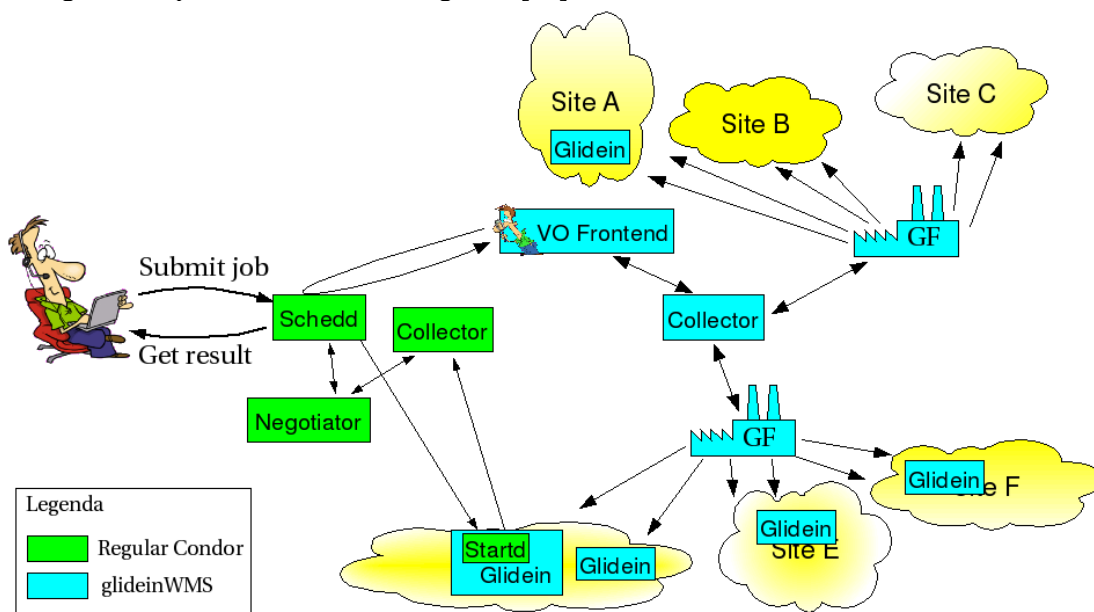 Site A
Glidein
Site B
Site C
VO Frontend
GF
Submit job
Schedd
Collector
Collector
Get result
Negotiator
GF
Glidein
Site F
Glidein
Site E
Startd
Glidein
Glidein
Legenda
Regular Condor
glideinWMS